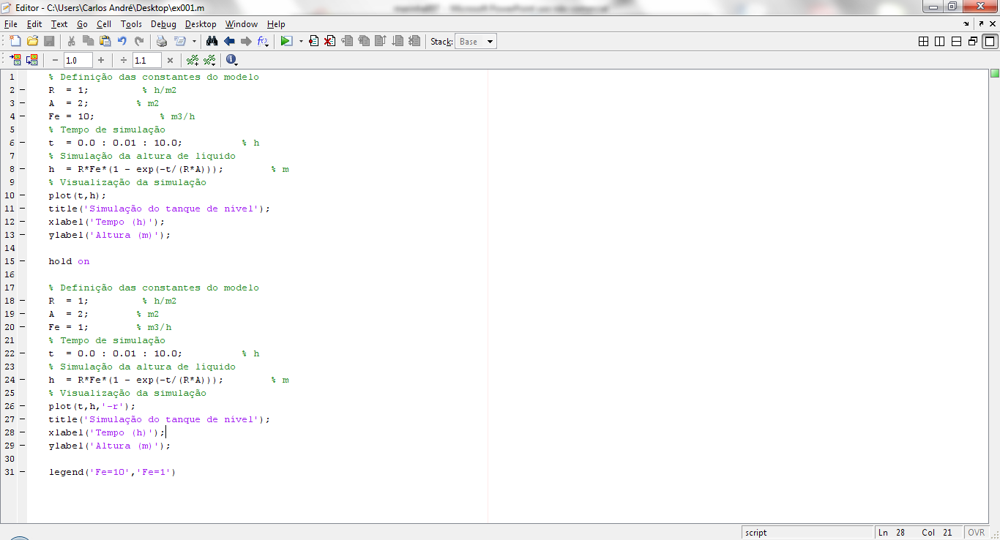 Editor - C:\Users\Carlos André\Desktop\ex001.m
File Edit Text Go Cell Tools Debug Desktop Window Help
Stack: Base
1.0 1.1
1 % Definição das constantes do modelo
2 R = 1; % h/m2
3 A = 2; % m2
4 Fe = 10; % m3/h
5 % Tempo de simulação
6 t = 0.0 : 0.01 : 10.0; % h
7 % Simulação da altura de líquido
8 h = R*Fe*(1 - exp(-t/(R*A))); % m
9 % Visualização da simulação
10 plot(t,h);
11 title('Simulação do tanque de nível');
12 xlabel('Tempo (h)');
13 ylabel('Altura (m)');
14
15 hold on
16
17 % Definição das constantes do modelo
18 R = 1; % h/m2
19 A = 2; % m2
20 Fe = 1; % m3/h
21 % Tempo de simulação
22 t = 0.0 : 0.01 : 10.0; % h
23 % Simulação da altura de líquido
24 h = R*Fe*(1 - exp(-t/(R*A))); % m
25 % Visualização da simulação
26 plot(t,h,'-r');
27 title('Simulação do tanque de nível');
28 xlabel('Tempo (h)');
29 ylabel('Altura (m)');
30
31 legend('Fe=10','Fe=1')
script Ln 28 Col 21 OVR